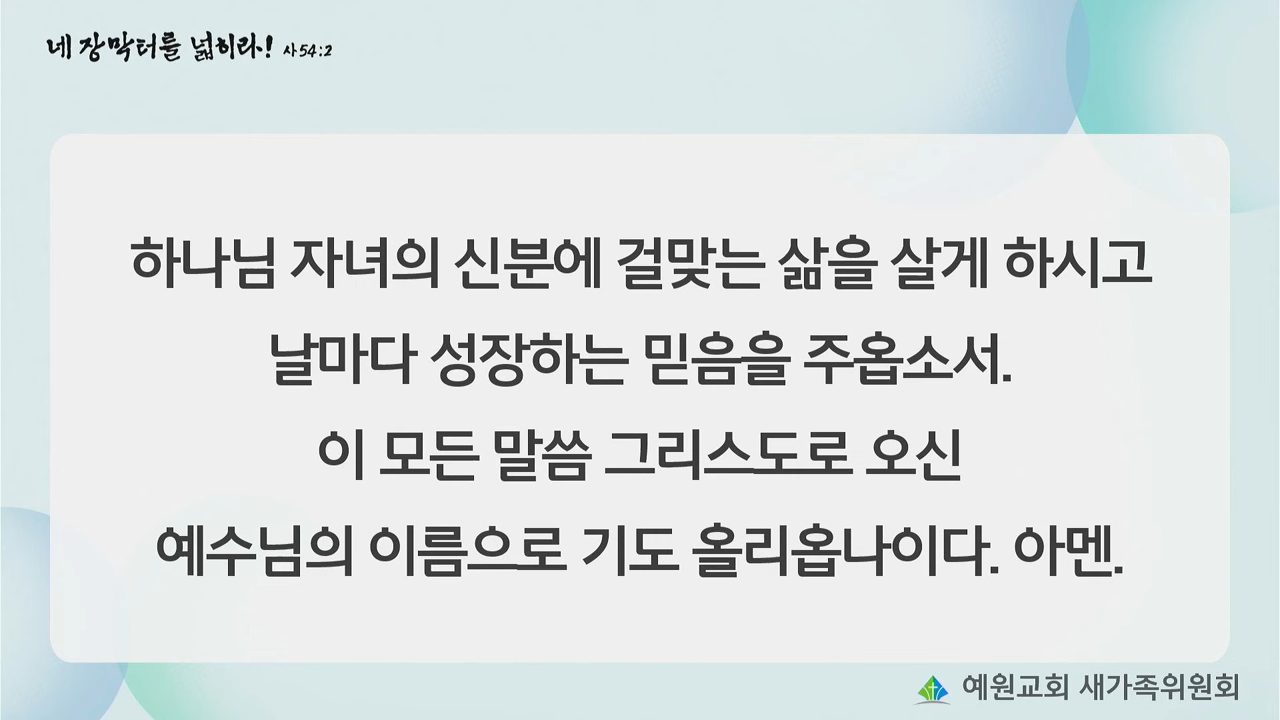 네 장막터를 넓히라! 사54:2
하나님 자녀의 신분에 걸맞는 삶을 살게 하시고
날마다 성장하는 믿음을 주옵소서.
이 모든 말씀 그리스도로 오신
예수님의 이름으로 기도 올리옵나이다. 아멘.
예원교회 새가족위원회